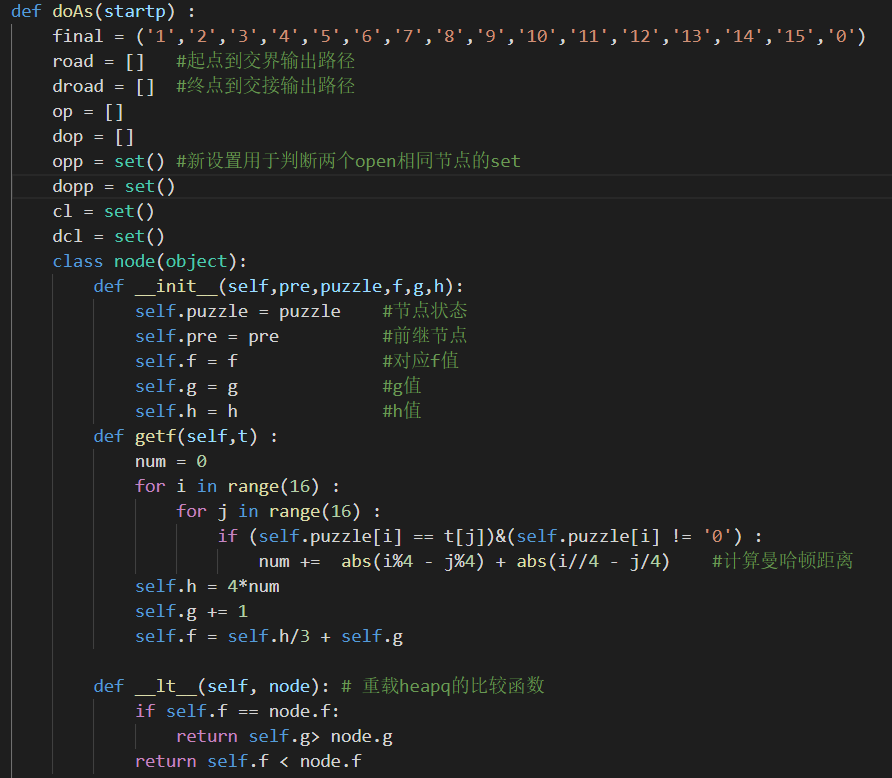 def doAs(startp) :
    final = ('1','2','3','4','5','6','7','8','9','10','11','12','13','14','15','0')
    road = []   #起点到交界输出路径
    droad = []  #终点到交接输出路径
    op = []
    dop = []
    opp = set() #新设置用于判断两个open相同节点的set
    dopp = set()
    cl = set()
    dcl = set()
    class node(object):
        def __init__(self,pre,puzzle,f,g,h):
            self.puzzle = puzzle    #节点状态
            self.pre = pre          #前继节点
            self.f = f              #对应f值
            self.g = g              #g值
            self.h = h              #h值
        def getf(self,t) :
            num = 0
            for i in range(16) :
                for j in range(16) :
                    if (self.puzzle[i] == t[j])&(self.puzzle[i] != '0') :
                        num +=  abs(i%4 - j%4) + abs(i//4 - j/4)    #计算曼哈顿距离
            self.h = 4*num
            self.g += 1
            self.f = self.h/3 + self.g
        def __lt__(self, node): # 重载heapq的比较函数
            if self.f == node.f:
                return self.g> node.g
            return self.f < node.f